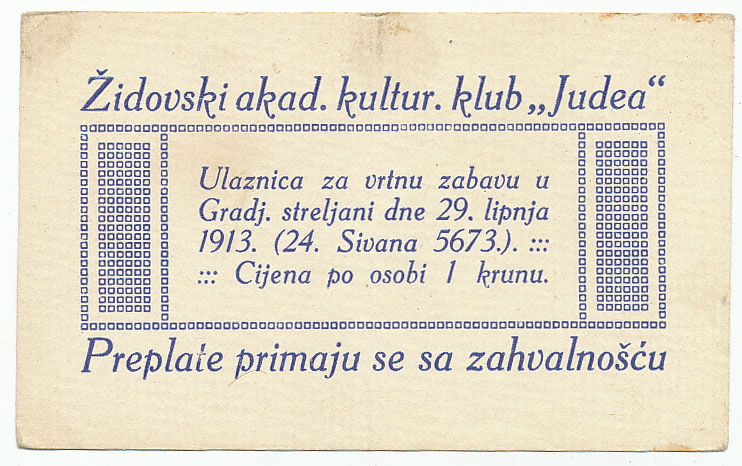 Židovski akad. kultur. klub „Judea“
Ulaznica za vrtnu zabavu u
Gradj. streljani dne 29. lipnja
1913. (24. Sivana 5673.). :::
::: Cijena po osobi 1 krunu.
Preplate primaju se sa zahvalnošću